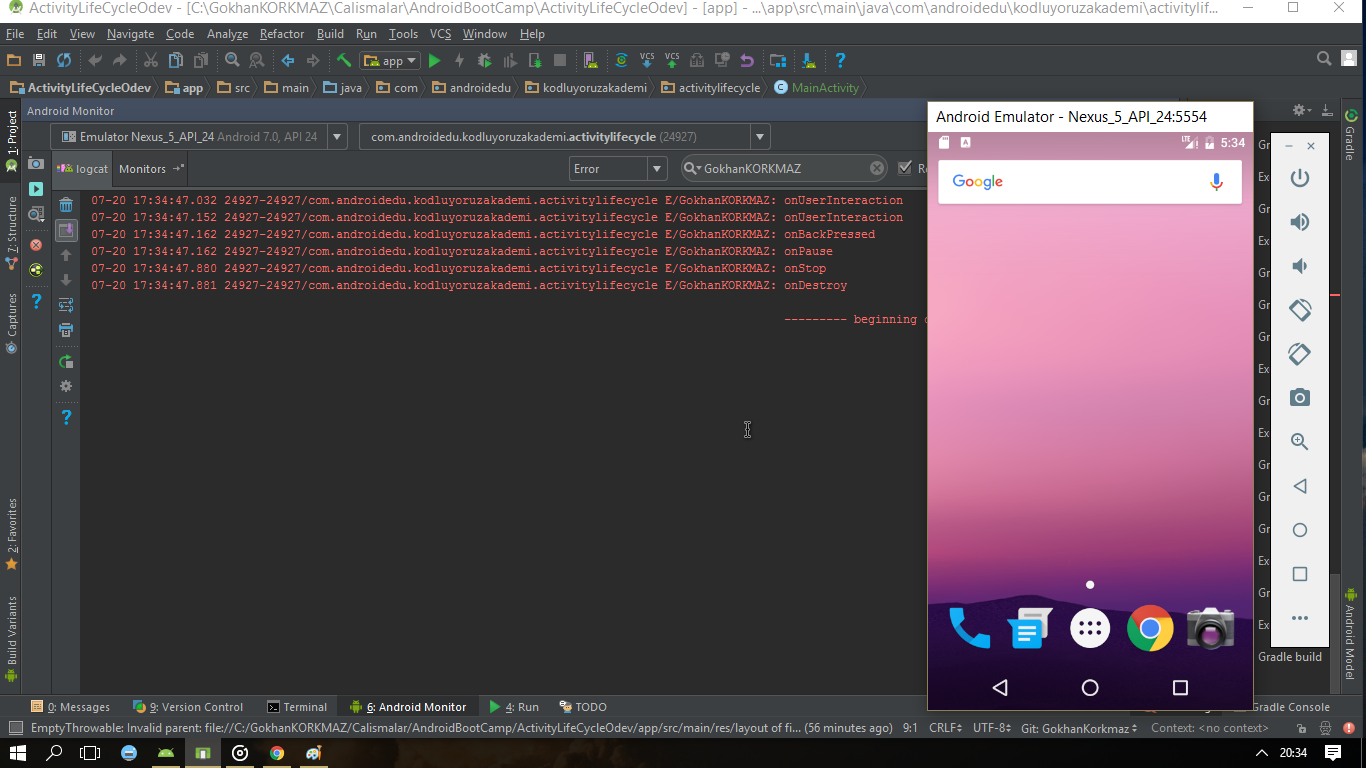 ActivityLifeCycleOdev - [C:\GokhanKORKMAZ\Calismalar\AndroidBootCamp\ActivityLifeCycleOdev] - [app] - ...\app\src\main\java\com\androidedu\kodluyoruzakademi\activitylif...
File Edit View Navigate Code Analyze Refactor Build Run Tools VCS Window Help
app VCS VCS
ActivityLifeCycleOdev app src main java com androidedu kodluyoruzakademi activitylifecycle MainActivity
Android Monitor
Emulator Nexus_5_API_24 Android 7.0, API 24 com.androidedu.kodluyoruzakademi.activitylifecycle (24927)
logcat Monitors Error GokhanKORKMAZ
07-20 17:34:47.032 24927-24927/com.androidedu.kodluyoruzakademi.activitylifecycle E/GokhanKORKMAZ: onUserInteraction
07-20 17:34:47.152 24927-24927/com.androidedu.kodluyoruzakademi.activitylifecycle E/GokhanKORKMAZ: onUserInteraction
07-20 17:34:47.162 24927-24927/com.androidedu.kodluyoruzakademi.activitylifecycle E/GokhanKORKMAZ: onBackPressed
07-20 17:34:47.162 24927-24927/com.androidedu.kodluyoruzakademi.activitylifecycle E/GokhanKORKMAZ: onPause
07-20 17:34:47.880 24927-24927/com.androidedu.kodluyoruzakademi.activitylifecycle E/GokhanKORKMAZ: onStop
07-20 17:34:47.881 24927-24927/com.androidedu.kodluyoruzakademi.activitylifecycle E/GokhanKORKMAZ: onDestroy
--------- beginning
1: Project
7: Structure
Captures
2: Favorites
Build Variants
Android Emulator - Nexus_5_API_24:5554
LTE 5:34
Google
Gr
Ex
Gr
Ex
Gr
Ex
Gr
Ex
Gr
Ex
Gr
Ex
Gr
Ex
Gr
Ex
Gradle build
Gradle
Android Model
0: Messages 9: Version Control Terminal 6: Android Monitor 4: Run TODO Gradle Console
EmptyThrowable: Invalid parent: file://C:/GokhanKORKMAZ/Calismalar/AndroidBootCamp/ActivityLifeCycleOdev/app/src/main/res/layout of fi... (56 minutes ago) 9:1 CRLF UTF-8 Git: GokhanKorkmaz Context: <no context>
20:34